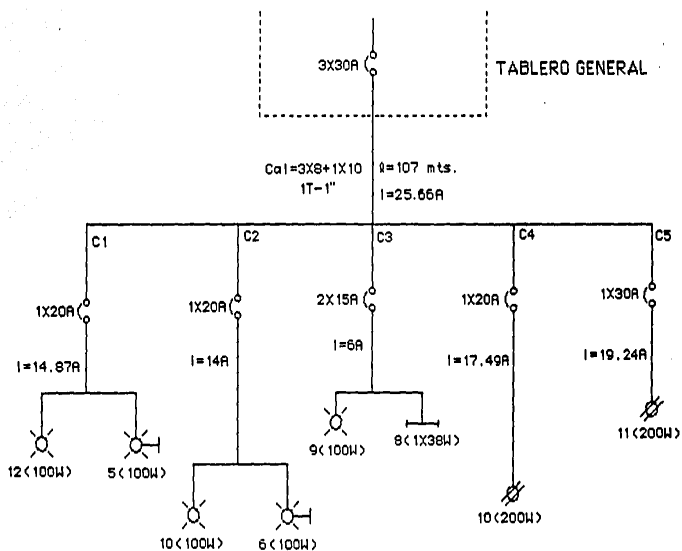 3X30A
TABLERO GENERAL
Cal=3X8+1X10
1T-1"
ℓ=107 mts.
I=25.66A
C1
C2
C3
C4
C5
1X20A
1X20A
2X15A
1X20A
1X30A
I=14.87A
I=14A
I=6A
I=17.49A
I=19.24A
12(100W)
5(100W)
9(100W)
8(1X38W)
11(200W)
10(100W)
6(100W)
10(200W)